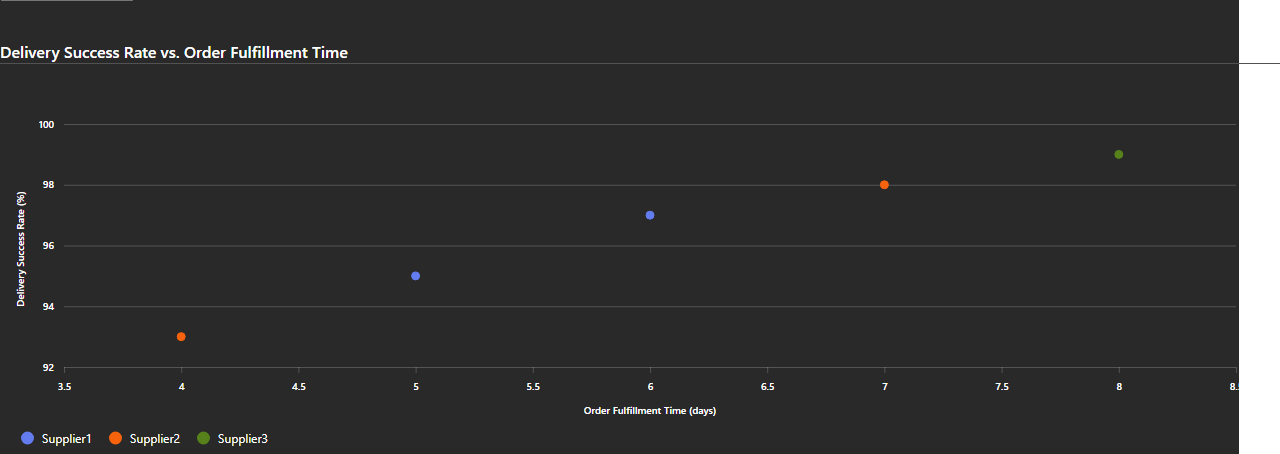 Delivery Success Rate vs. Order Fulfillment Time
Delivery Success Rate (%)
100
98
96
94
92
3.5 4 4.5 5 5.5 6 6.5 7 7.5 8 8.
Order Fulfillment Time (days)
Supplier1 Supplier2 Supplier3